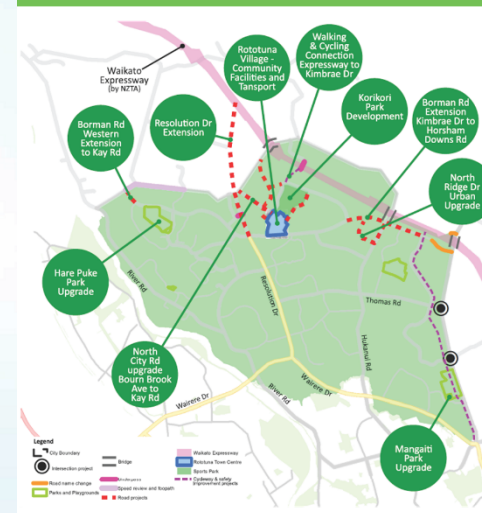 Waikato
Expressway
(by NZTA)
Rototuna
Village -
Community
Facilities and
Tansport
Walking
& Cycling
Connection
Expressway to
Kimbrae Dr
Korikori
Park
Development
Borman Rd
Extension
Kimbrae Dr to
Horsham
Downs Rd
Borman Rd
Western
Extension
to Kay Rd
Resolution Dr
Extension
North
Ridge Dr
Urban
Upgrade
Hare Puke
Park
Upgrade
River Rd
Resolution Dr
Thomas Rd
Hukanui Rd
North
City Rd
upgrade
Bourn Brook
Ave to
Kay Rd
Wairere Dr
River Rd
Wairere Dr
Mangaiti
Park
Upgrade
Legend
City Boundary
Intersection project
Road name change
Parks and Playgrounds
Bridge
Speed review and footpath
Road projects
Waikato Expressway
Rototuna Town Centre
Sports Park
Cycleway & safety
improvement projects